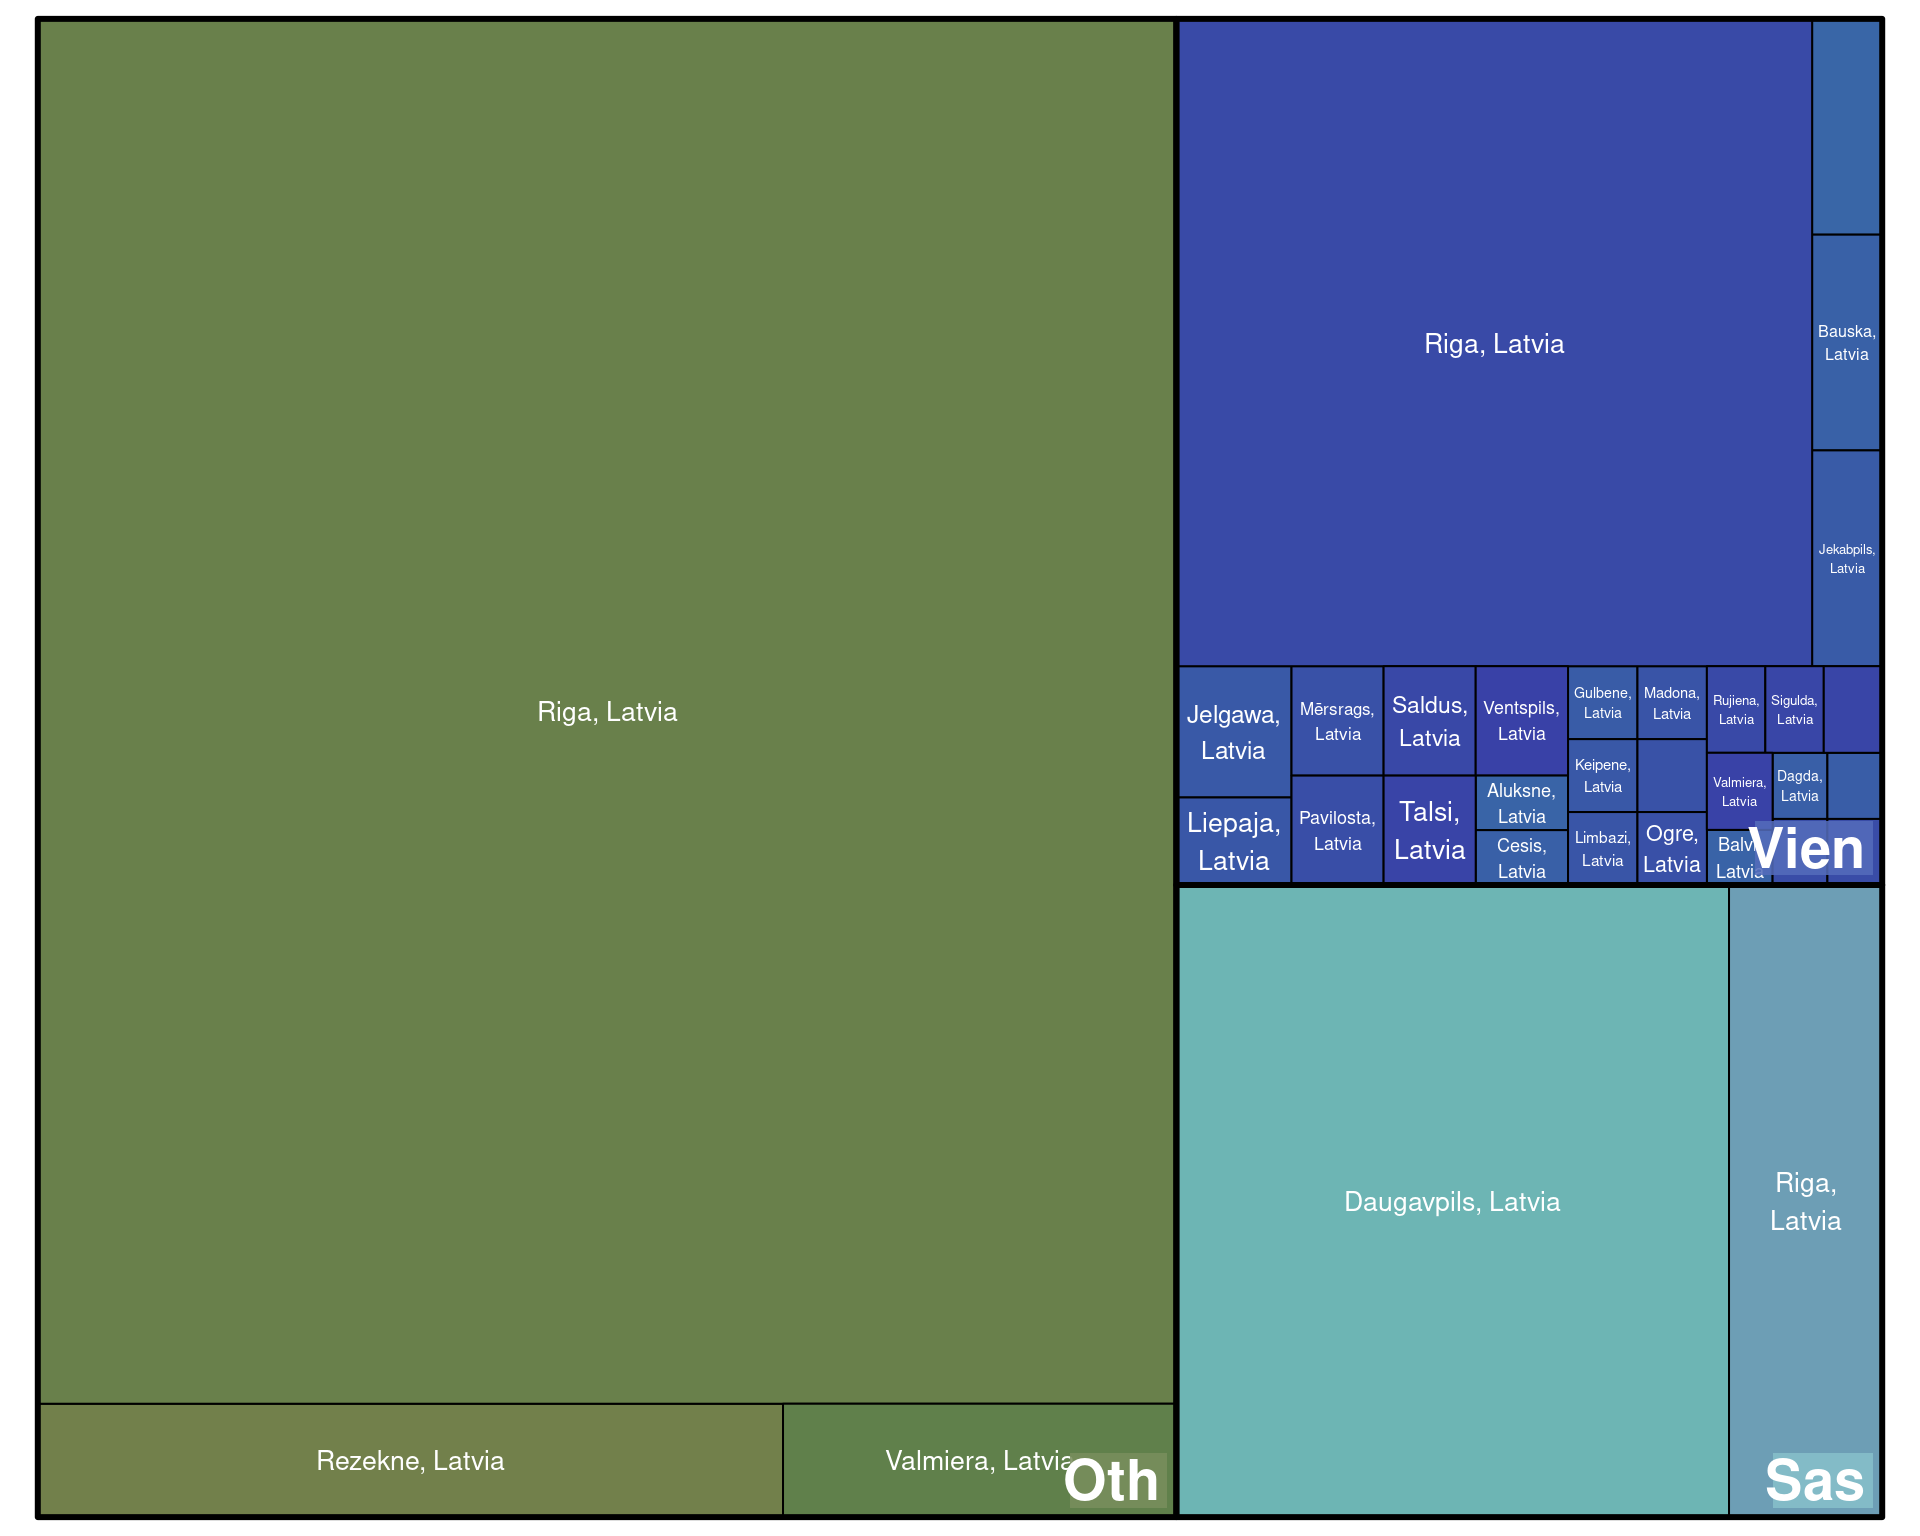 Riga, Latvia
Rezekne, Latvia
Valmiera, Latvia
Oth
Riga, Latvia
Bauska,
Latvia
Jekabpils,
Latvia
Jelgawa,
Latvia
Liepaja,
Latvia
Mērsrags,
Latvia
Pavilosta,
Latvia
Saldus,
Latvia
Talsi,
Latvia
Ventspils,
Latvia
Aluksne,
Latvia
Cesis,
Latvia
Gulbene,
Latvia
Keipene,
Latvia
Limbazi,
Latvia
Madona,
Latvia
Ogre,
Latvia
Rujiena,
Latvia
Sigulda,
Latvia
Valmiera,
Latvia
Dagda,
Latvia
Balvi,
Latvia
Vien
Daugavpils, Latvia
Riga,
Latvia
Sas